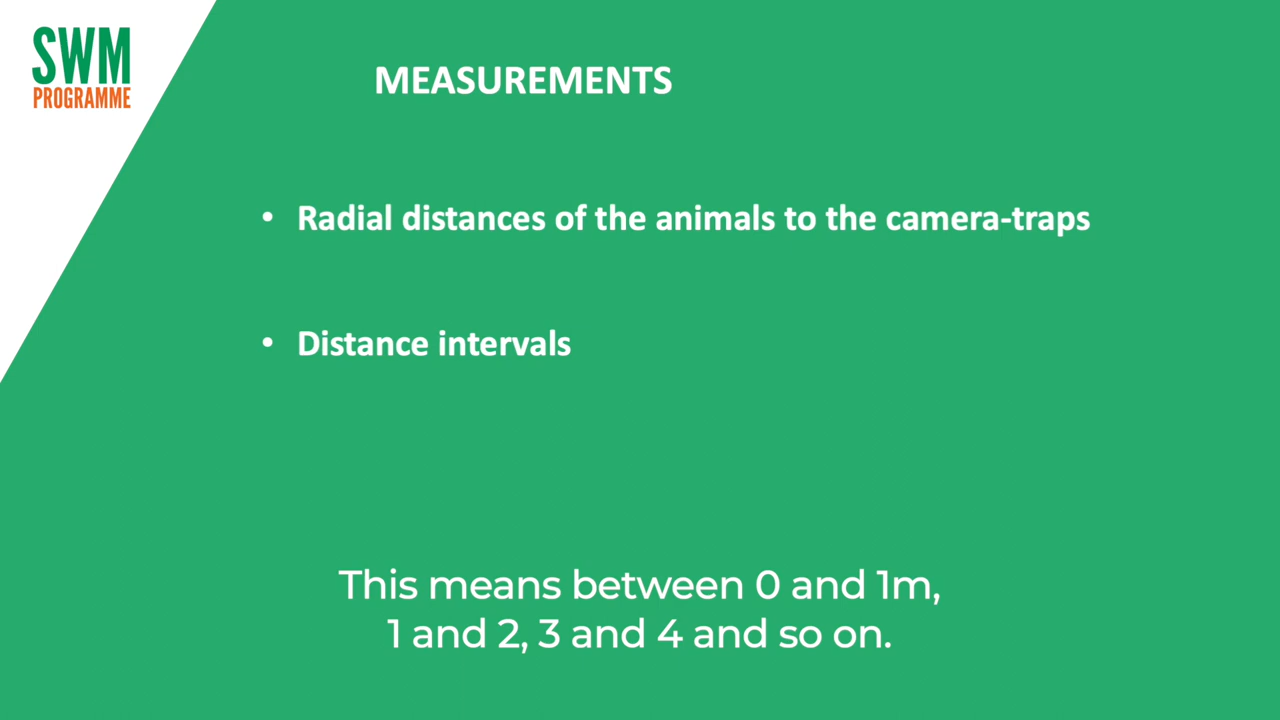 SWM
PROGRAMME
MEASUREMENTS
• Radial distances of the animals to the camera-traps
• Distance intervals
This means between 0 and 1m,
1 and 2, 3 and 4 and so on.